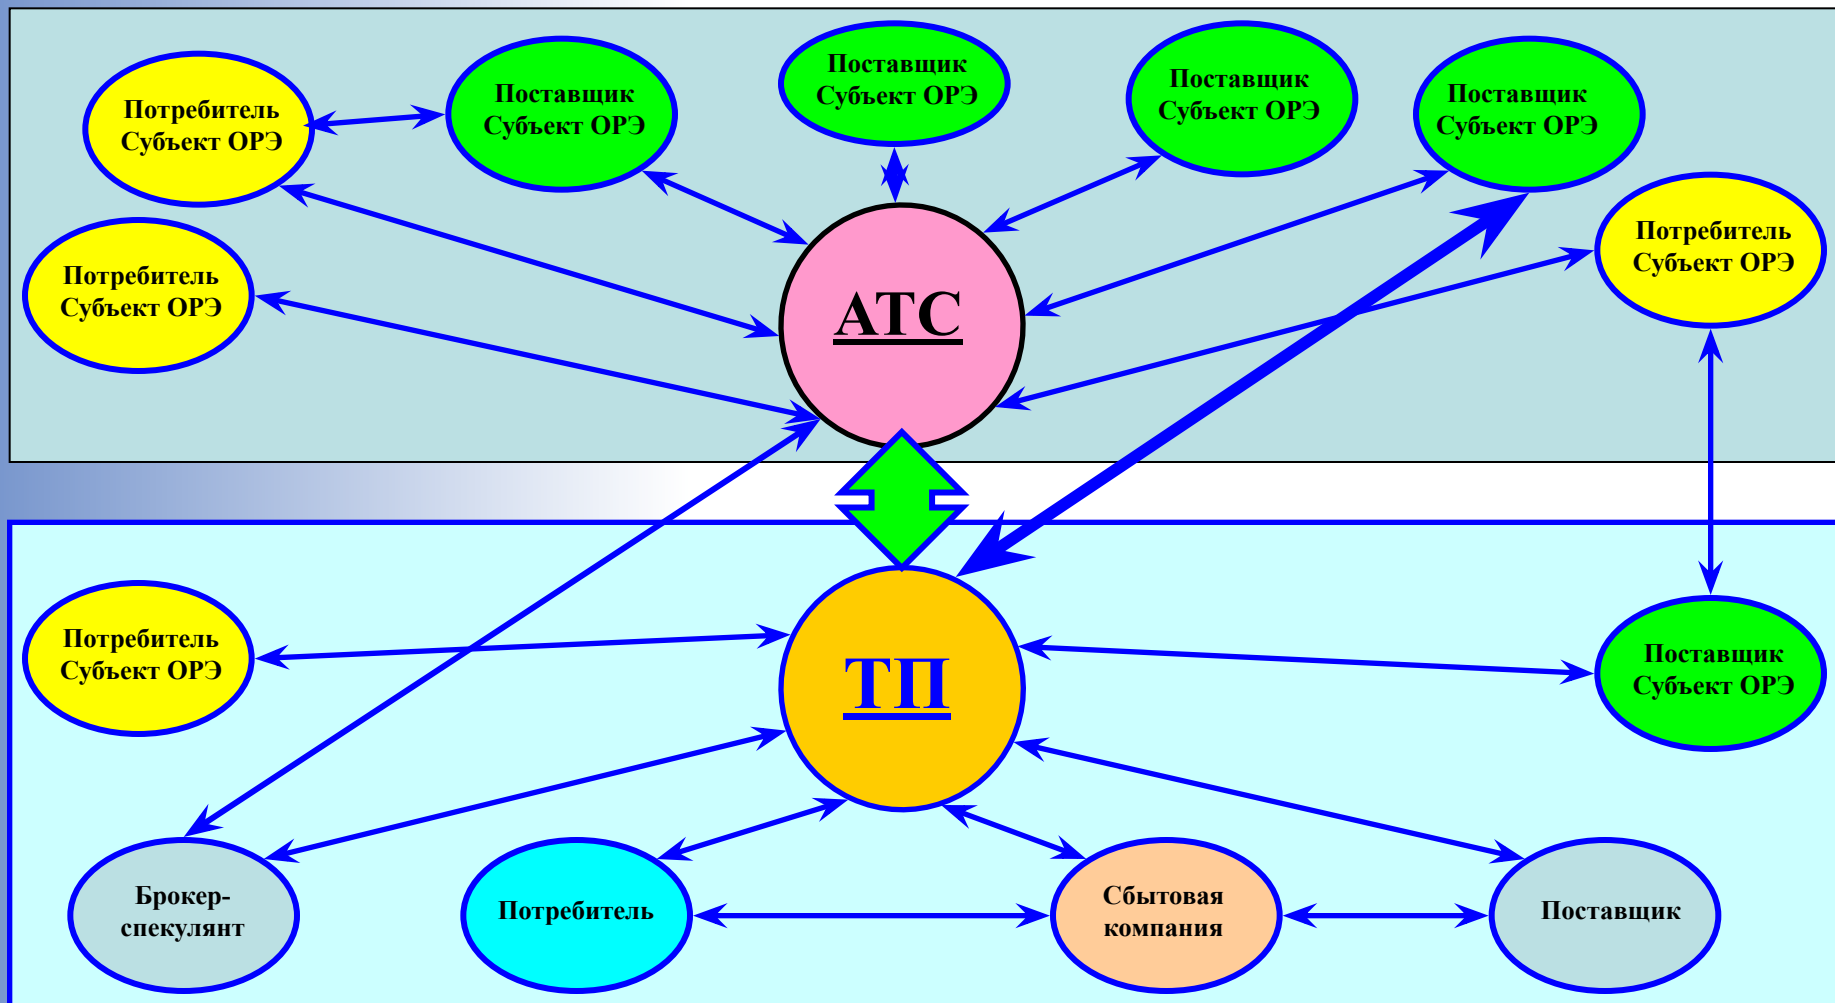 Потребитель
Субъект ОРЭ
Поставщик
Субъект ОРЭ
Поставщик
Субъект ОРЭ
Поставщик
Субъект ОРЭ
Поставщик
Субъект ОРЭ
Потребитель
Субъект ОРЭ
Потребитель
Субъект ОРЭ
АТС
Потребитель
Субъект ОРЭ
ТП
Поставщик
Субъект ОРЭ
Брокер-
спекулянт
Потребитель
Сбытовая
компания
Поставщик